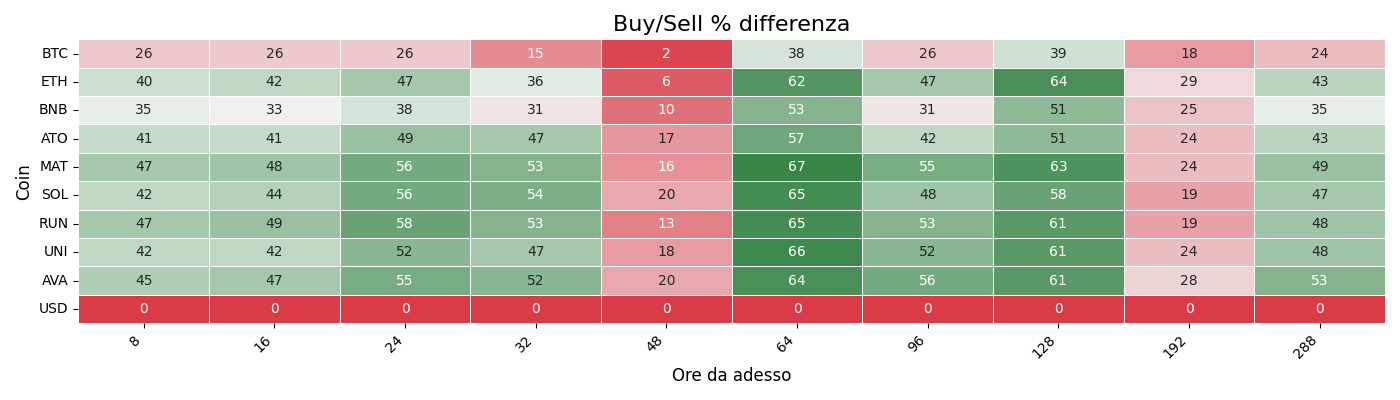 Buy/Sell % differenza
Coin
BTC 26 26 26 15 2 38 26 39 18 24
ETH 40 42 47 36 6 62 47 64 29 43
BNB 35 33 38 31 10 53 31 51 25 35
ATO 41 41 49 47 17 57 42 51 24 43
MAT 47 48 56 53 16 67 55 63 24 49
SOL 42 44 56 54 20 65 48 58 19 47
RUN 47 49 58 53 13 65 53 61 19 48
UNI 42 42 52 47 18 66 52 61 24 48
AVA 45 47 55 52 20 64 56 61 28 53
USD 0 0 0 0 0 0 0 0 0 0
8 16 24 32 48 64 96 128 192 288
Ore da adesso